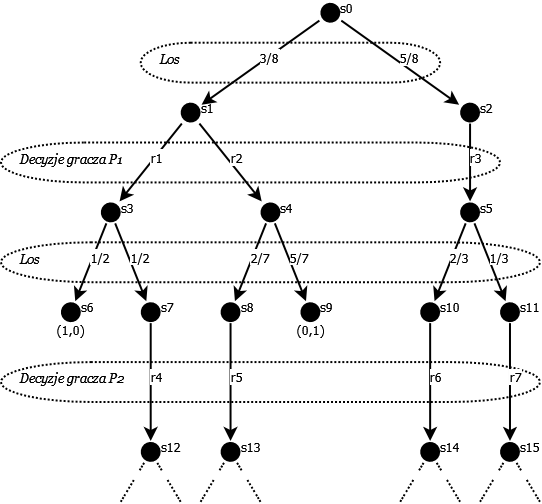 s0
Los 3/8 5/8
s1 s2
Decyzje gracza P1 r1 r2 r3
s3 s4 s5
Los 1/2 1/2 2/7 5/7 2/3 1/3
s6 s7 s8 s9 s10 s11
(1,0) (0,1)
Decyzje gracza P2 r4 r5 r6 r7
s12 s13 s14 s15